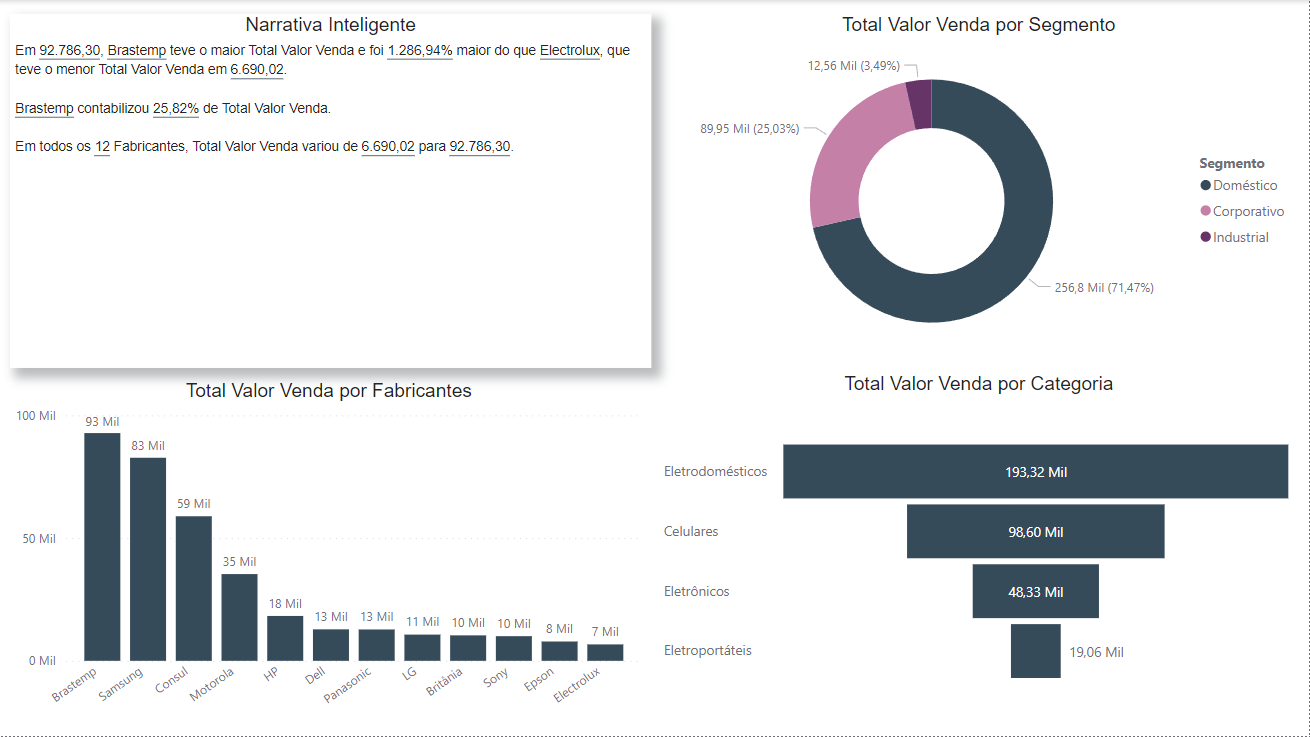 Narrativa Inteligente
Em 92.786,30, Brastemp teve o maior Total Valor Venda e foi 1.286,94% maior do que Electrolux, que
teve o menor Total Valor Venda em 6.690,02.
Brastemp contabilizou 25,82% de Total Valor Venda.
Em todos os 12 Fabricantes, Total Valor Venda variou de 6.690,02 para 92.786,30.
Total Valor Venda por Segmento
12,56 Mil (3,49%)
89,95 Mil (25,03%)
256,8 Mil (71,47%)
Segmento
Doméstico
Corporativo
Industrial
Total Valor Venda por Fabricantes
100 Mil
50 Mil
0 Mil
93 Mil
83 Mil
59 Mil
35 Mil
18 Mil
13 Mil
13 Mil
11 Mil
10 Mil
10 Mil
8 Mil
7 Mil
Brastemp
Samsung
Consul
Motorola
HP
Dell
Panasonic
LG
Britânia
Sony
Epson
Electrolux
Total Valor Venda por Categoria
Eletrodomésticos
193,32 Mil
Celulares
98,60 Mil
Eletrônicos
48,33 Mil
Eletroportáteis
19,06 Mil